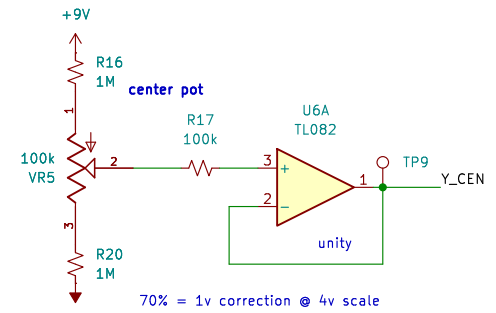 +9V
R16
1M
center pot
1
R17
100k
U6A
TL082
100k
VR5
2
3
+
1
TP9
Y_CEN
2
-
3
unity
R20
1M
70% = 1v correction @ 4v scale